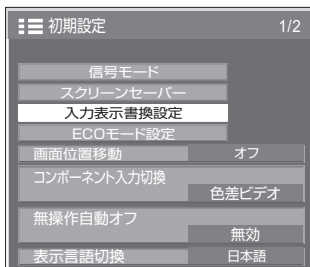 初期設定 1/2
信号モード
スクリーンセーバー
入力表示書換設定
ECOモード設定
画面位置移動 オフ
コンポーネント入力切換
色差ビデオ
無操作自動オフ
無効
表示言語切換 日本語